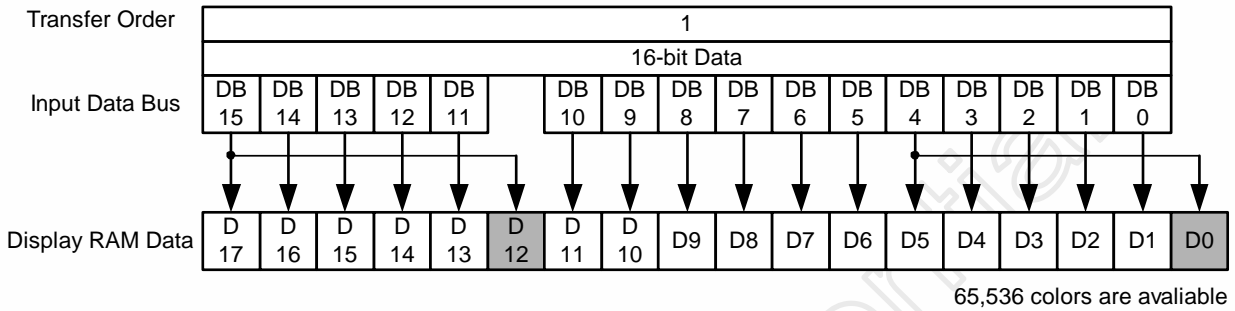 Transfer Order 1
16-bit Data
Input Data Bus DB 15 DB 14 DB 13 DB 12 DB 11 DB 10 DB 9 DB 8 DB 7 DB 6 DB 5 DB 4 DB 3 DB 2 DB 1 DB 0
Display RAM Data D 17 D 16 D 15 D 14 D 13 D 12 D 11 D 10 D9 D8 D7 D6 D5 D4 D3 D2 D1 D0
65,536 colors are avaliable